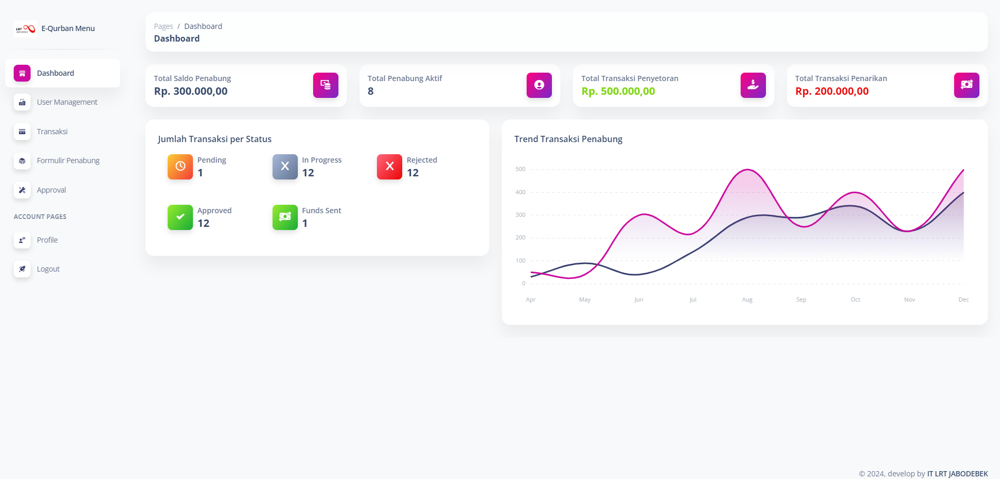 LRT
E-Qurban Menu
Dashboard
User Management
Transaksi
Formulir Penabung
Approval
ACCOUNT PAGES
Profile
Logout
Pages / Dashboard
Dashboard
Total Saldo Penabung
Rp. 300.000,00
Total Penabung Aktif
8
Total Transaksi Penyetoran
Rp. 500.000,00
Total Transaksi Penarikan
Rp. 200.000,00
Jumlah Transaksi per Status
Pending
1
In Progress
12
Rejected
12
Approved
12
Funds Sent
1
Trend Transaksi Penabung
500
400
300
200
100
0
Apr May Jun Jul Aug Sep Oct Nov Dec
© 2024, develop by IT LRT JABODEBEK